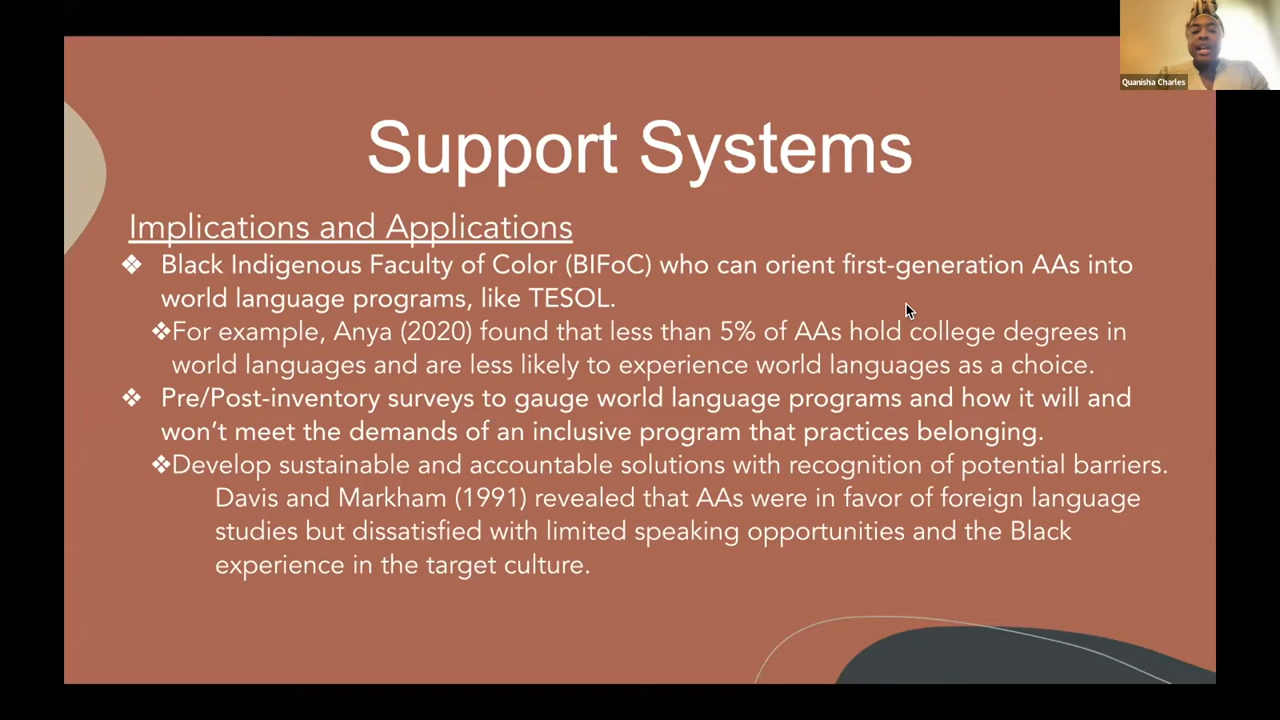 Quanisha Charles
Support Systems
Implications and Applications
❖ Black Indigenous Faculty of Color (BIFoC) who can orient first-generation AAs into
world language programs, like TESOL.
❖For example, Anya (2020) found that less than 5% of AAs hold college degrees in
world languages and are less likely to experience world languages as a choice.
❖ Pre/Post-inventory surveys to gauge world language programs and how it will and
won’t meet the demands of an inclusive program that practices belonging.
❖Develop sustainable and accountable solutions with recognition of potential barriers.
Davis and Markham (1991) revealed that AAs were in favor of foreign language
studies but dissatisfied with limited speaking opportunities and the Black
experience in the target culture.